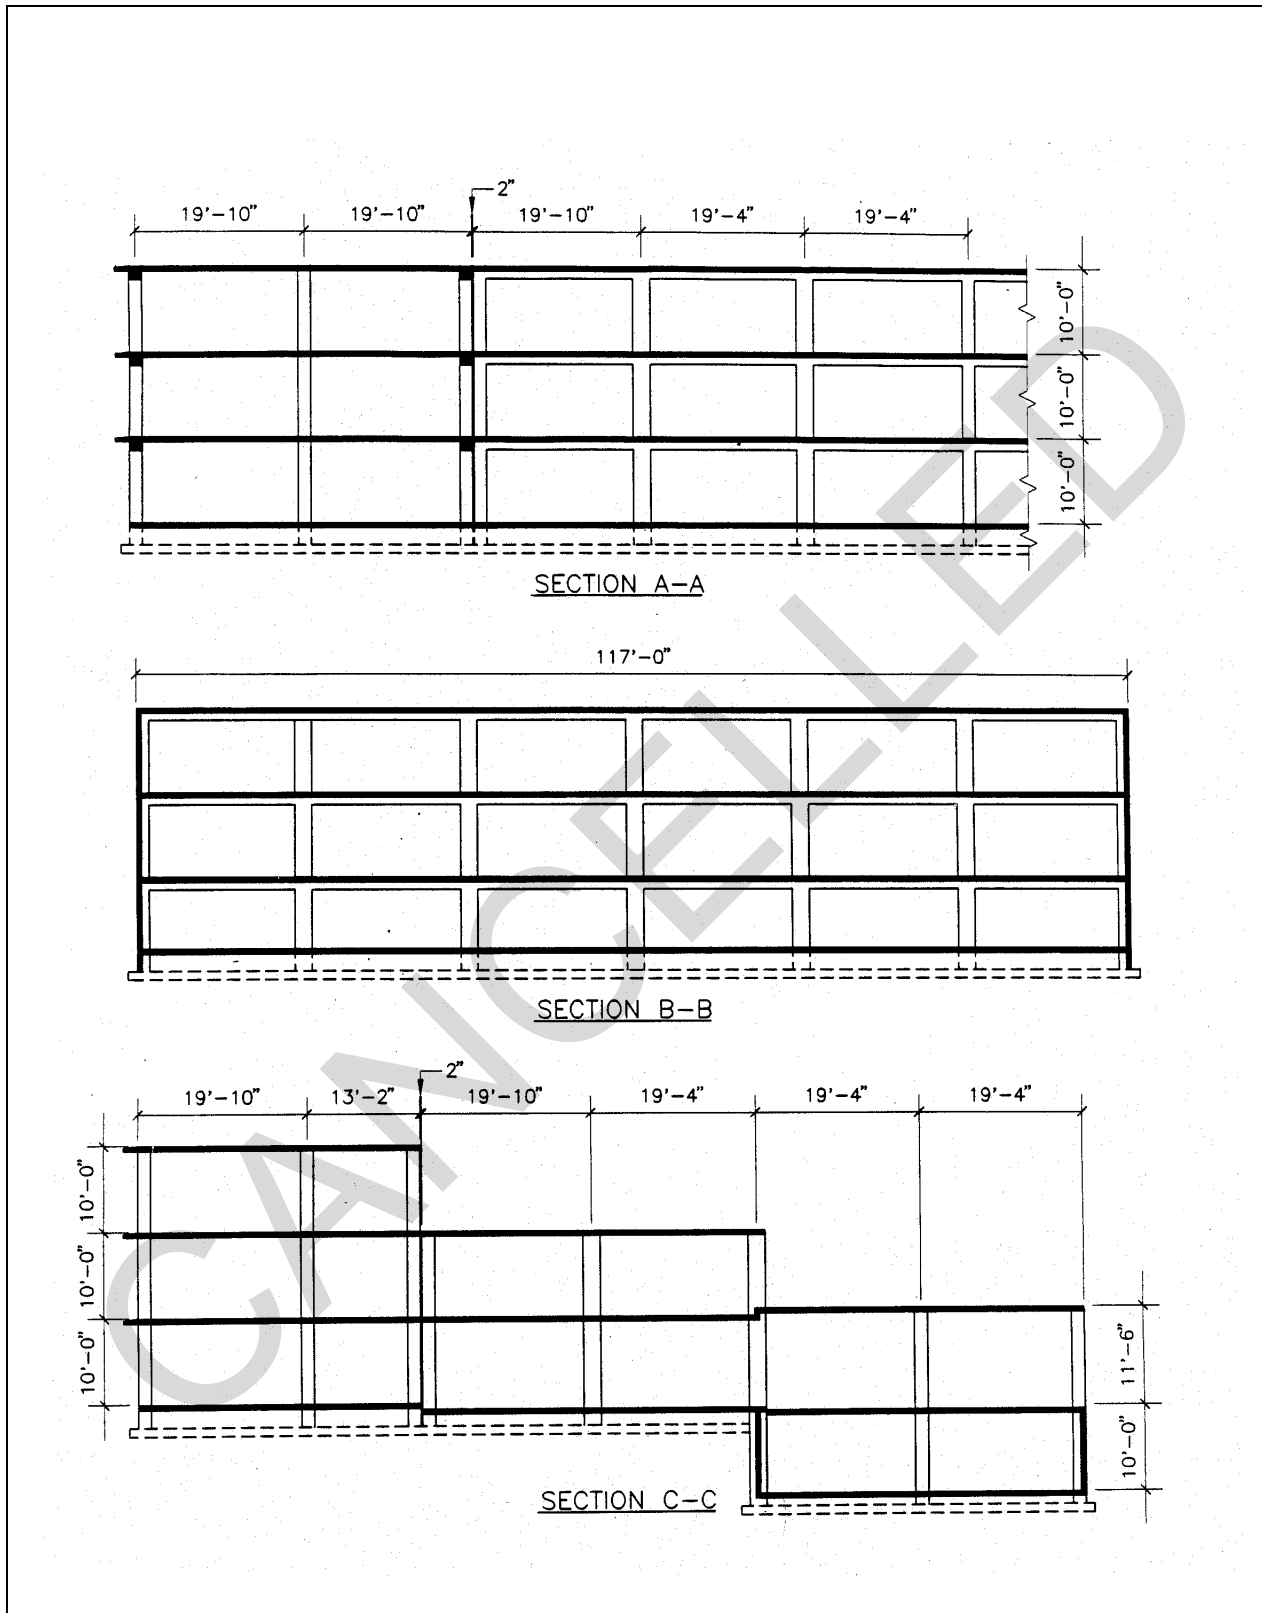 2"
19'-10" 19'-10" 19'-10" 19'-4" 19'-4"
10'-0"
10'-0"
10'-0"
SECTION A-A
117'-0"
SECTION B-B
2"
19'-10" 13'-2" 19'-10" 19'-4" 19'-4" 19'-4"
10'-0"
10'-0"
10'-0"
11'-6"
10'-0"
SECTION C-C
CANCELLED